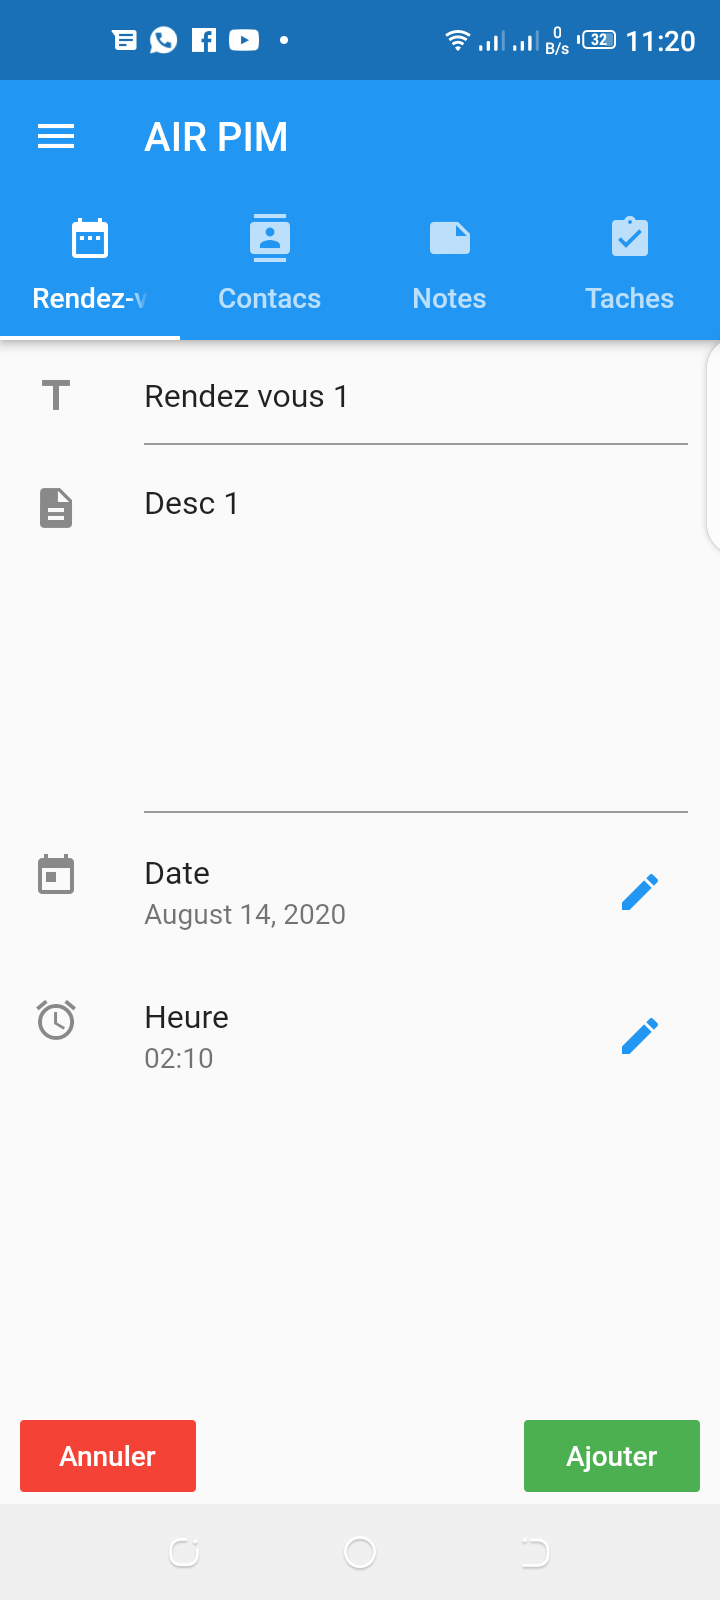 0
B/s
32
11:20
AIR PIM
Rendez-v
Contacs
Notes
Taches
Rendez vous 1
Desc 1
Date
August 14, 2020
Heure
02:10
Annuler
Ajouter